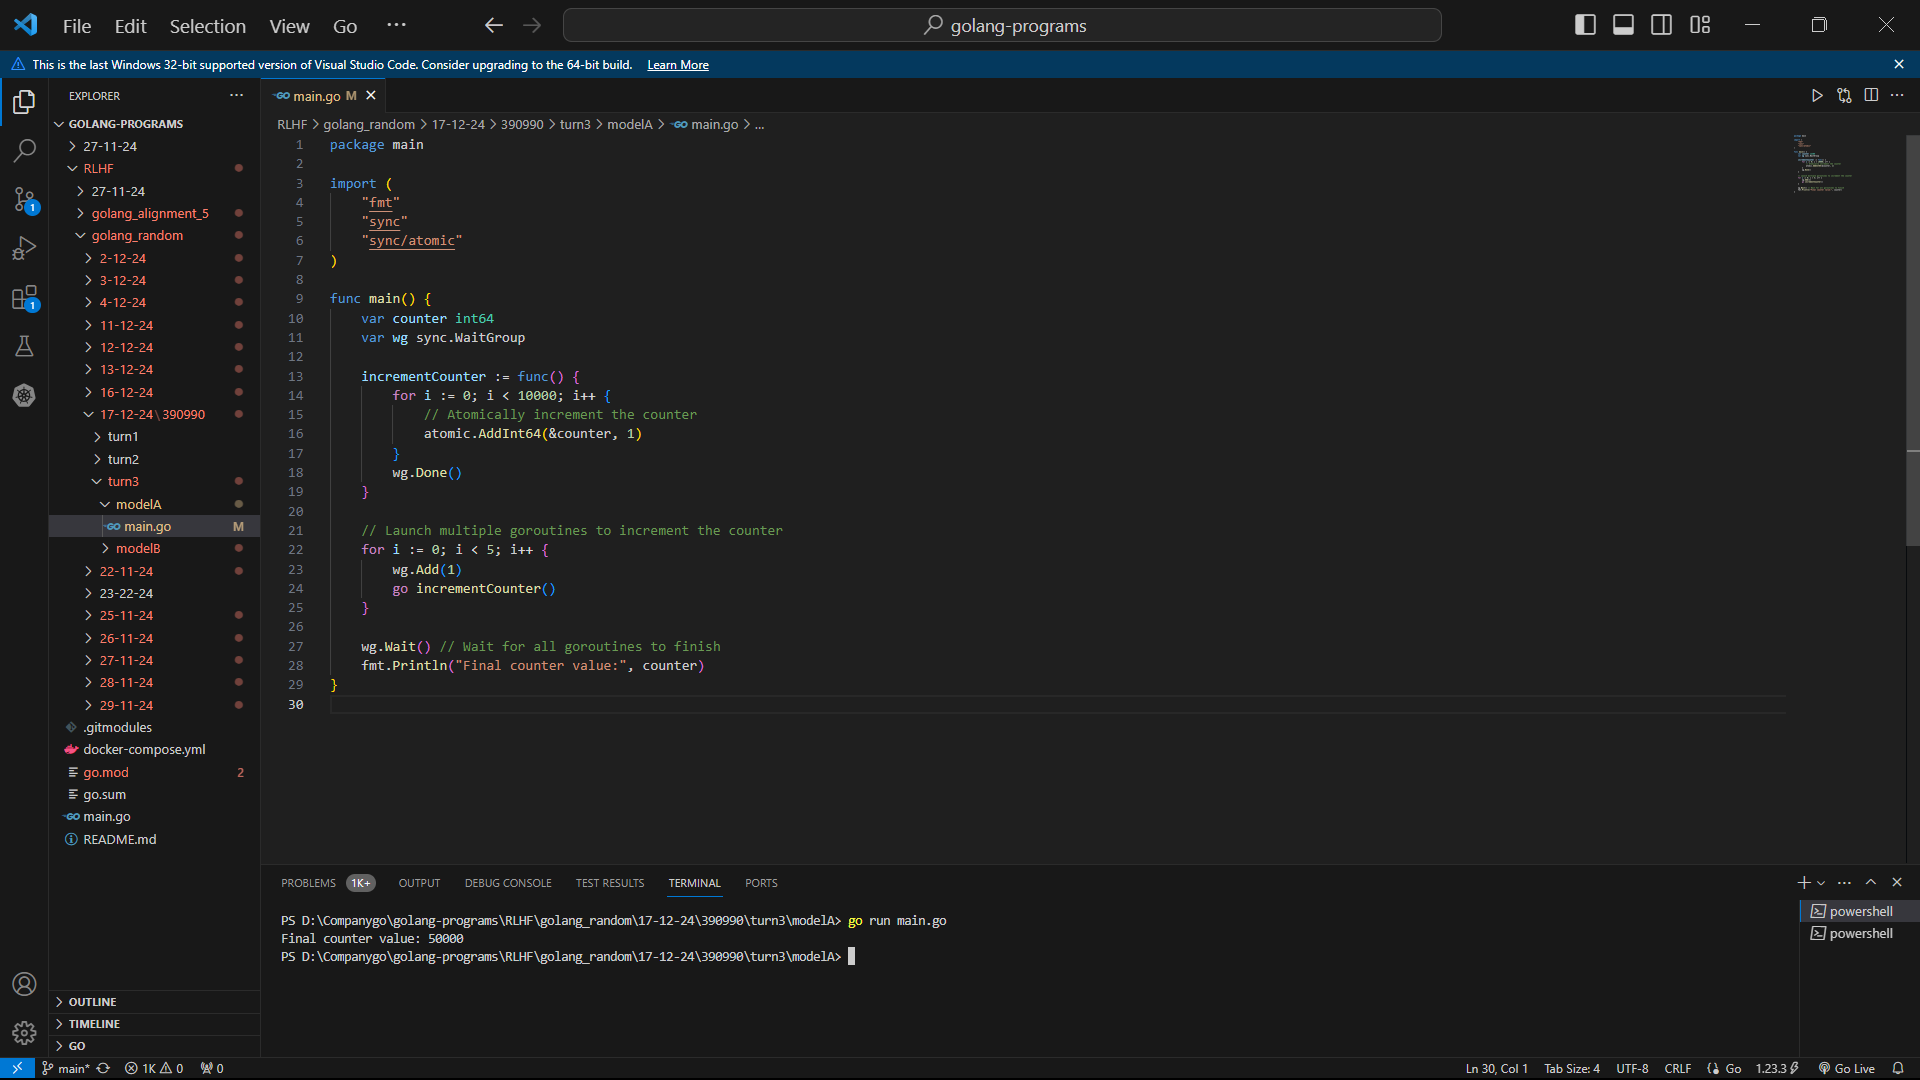 File Edit Selection View Go ··· golang-programs
This is the last Windows 32-bit supported version of Visual Studio Code. Consider upgrading to the 64-bit build. Learn More
EXPLORER ···
GOLANG-PROGRAMS
27-11-24
RLHF
27-11-24
golang_alignment_5
golang_random
2-12-24
3-12-24
4-12-24
11-12-24
12-12-24
13-12-24
16-12-24
17-12-24\390990
turn1
turn2
turn3
modelA
main.go M
modelB
22-11-24
23-22-24
25-11-24
26-11-24
27-11-24
28-11-24
29-11-24
.gitmodules
docker-compose.yml
go.mod 2
go.sum
main.go
README.md
OUTLINE
TIMELINE
GO
1
1
main.go M
RLHF > golang_random > 17-12-24 > 390990 > turn3 > modelA > main.go > ...
1 package main
2
3 import (
4 "fmt"
5 "sync"
6 "sync/atomic"
7 )
8
9 func main() {
10 var counter int64
11 var wg sync.WaitGroup
12
13 incrementCounter := func() {
14 for i := 0; i < 10000; i++ {
15 // Atomically increment the counter
16 atomic.AddInt64(&counter, 1)
17 }
18 wg.Done()
19 }
20
21 // Launch multiple goroutines to increment the counter
22 for i := 0; i < 5; i++ {
23 wg.Add(1)
24 go incrementCounter()
25 }
26
27 wg.Wait() // Wait for all goroutines to finish
28 fmt.Println("Final counter value:", counter)
29 }
30
PROBLEMS 1K+ OUTPUT DEBUG CONSOLE TEST RESULTS TERMINAL PORTS
PS D:\Companygo\golang-programs\RLHF\golang_random\17-12-24\390990\turn3\modelA> go run main.go
Final counter value: 50000
PS D:\Companygo\golang-programs\RLHF\golang_random\17-12-24\390990\turn3\modelA>
powershell
powershell
main* 1K 0 0 Ln 30, Col 1 Tab Size: 4 UTF-8 CRLF Go 1.23.3 Go Live